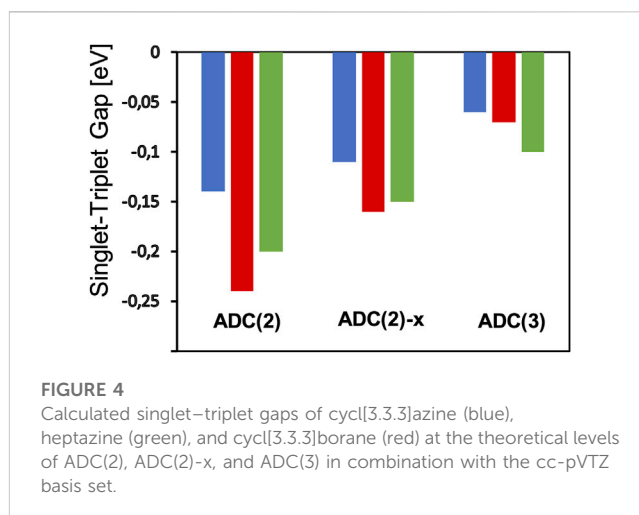 Singlet-Triplet Gap [eV]
0
-0,05
-0,1
-0,15
-0,2
-0,25
ADC(2)
ADC(2)-x
ADC(3)
FIGURE 4
Calculated singlet–triplet gaps of cycl[3.3.3]azine (blue),
heptazine (green), and cycl[3.3.3]borane (red) at the theoretical levels
of ADC(2), ADC(2)-x, and ADC(3) in combination with the cc-pVTZ
basis set.